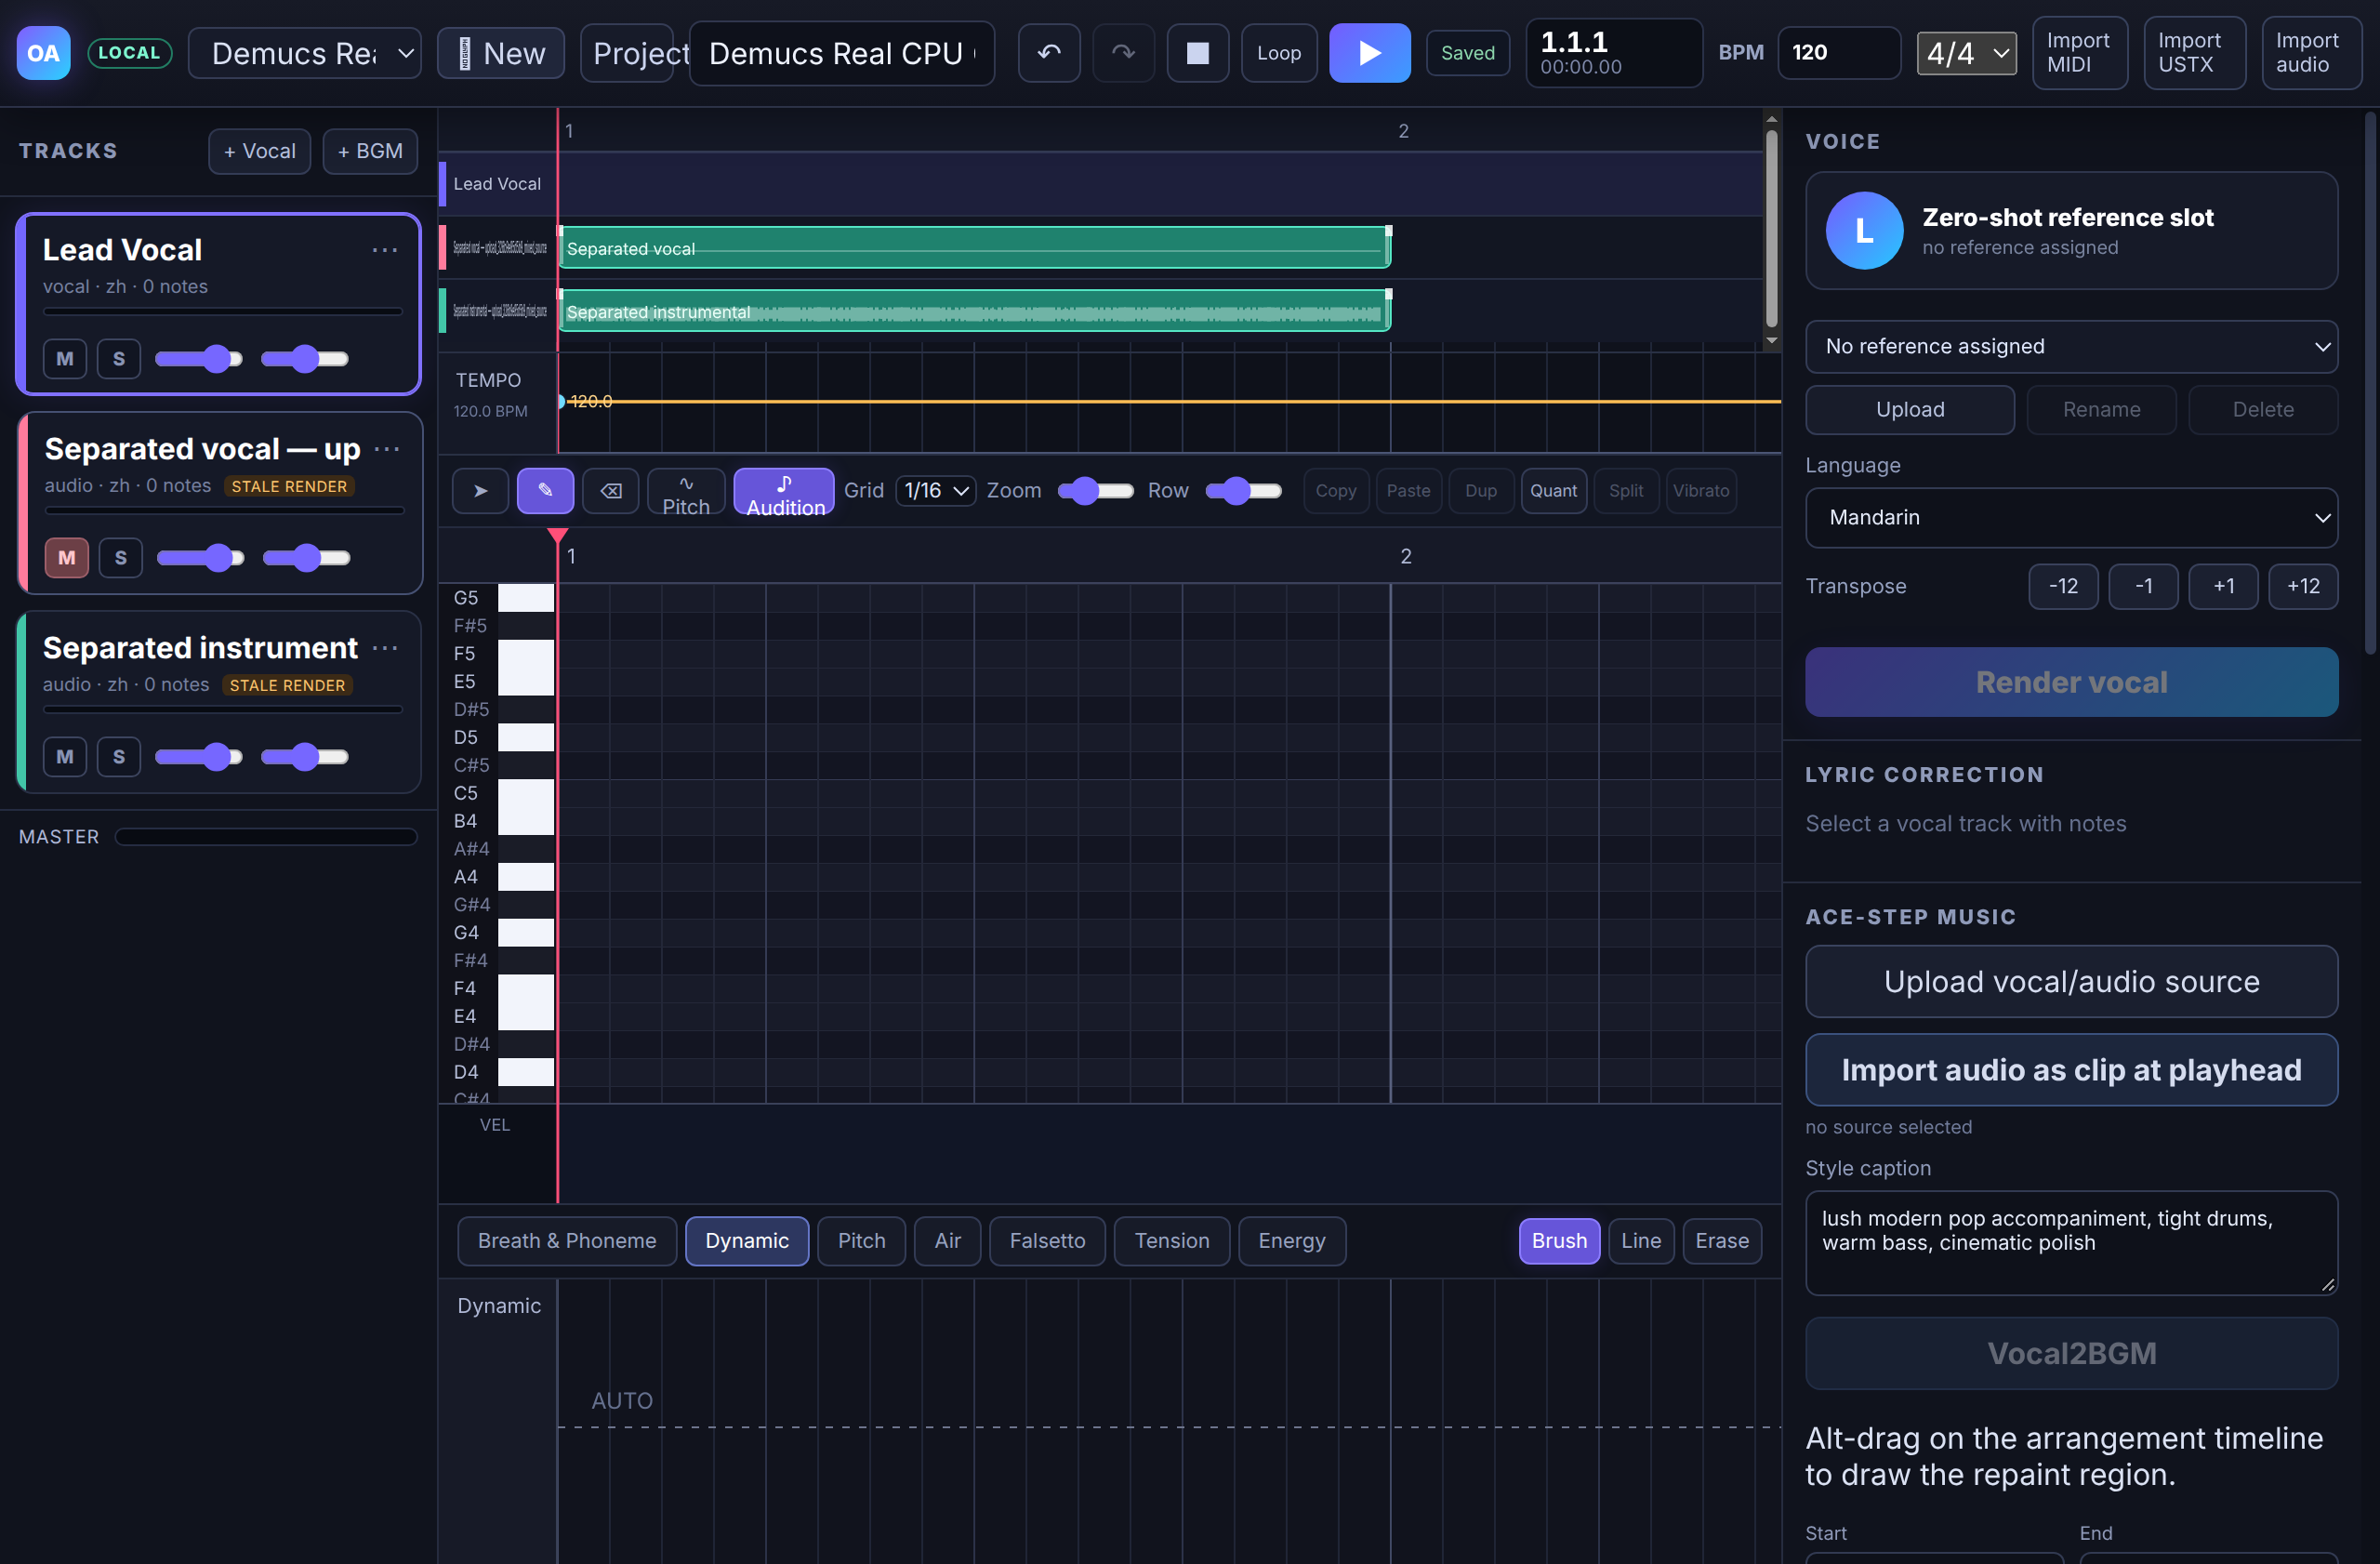 OA
LOCAL
Demucs Rea
New
Project
Demucs Real CPU
Loop
Saved
1.1.1
00:00.00
BPM
120
4/4
Import
MIDI
Import
USTX
Import
audio
TRACKS
+ Vocal
+ BGM
Lead Vocal
···
vocal · zh · 0 notes
M
S
Separated vocal — up
···
audio · zh · 0 notes
STALE RENDER
M
S
Separated instrument
···
audio · zh · 0 notes
STALE RENDER
M
S
MASTER
1
2
Lead Vocal
Separated vocal
Separated instrumental
TEMPO
120.0 BPM
120.0
Pitch
Audition
Grid
1/16
Zoom
Row
Copy
Paste
Dup
Quant
Split
Vibrato
1
2
G5
F#5
F5
E5
D#5
D5
C#5
C5
B4
A#4
A4
G#4
G4
F#4
F4
E4
D#4
D4
C#4
VEL
Breath & Phoneme
Dynamic
Pitch
Air
Falsetto
Tension
Energy
Brush
Line
Erase
Dynamic
AUTO
VOICE
L
Zero-shot reference slot
no reference assigned
No reference assigned
Upload
Rename
Delete
Language
Mandarin
Transpose
-12
-1
+1
+12
Render vocal
LYRIC CORRECTION
Select a vocal track with notes
ACE-STEP MUSIC
Upload vocal/audio source
Import audio as clip at playhead
no source selected
Style caption
lush modern pop accompaniment, tight drums,
warm bass, cinematic polish
Vocal2BGM
Alt-drag on the arrangement timeline
to draw the repaint region.
Start
End